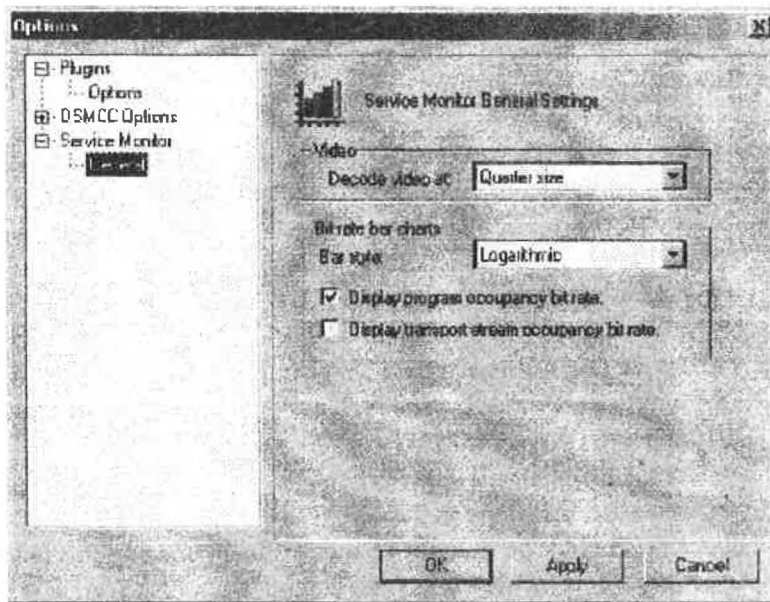 Options
Plugins
Options
DSMCC Options
Service Monitor
General
Service Monitor General Settings
Video
Decode video at:
Quarter size
Bit rate bar charts
Bar style:
Logarithmic
Display program occupancy bit rate.
Display transport stream occupancy bit rate.
OK
Apply
Cancel